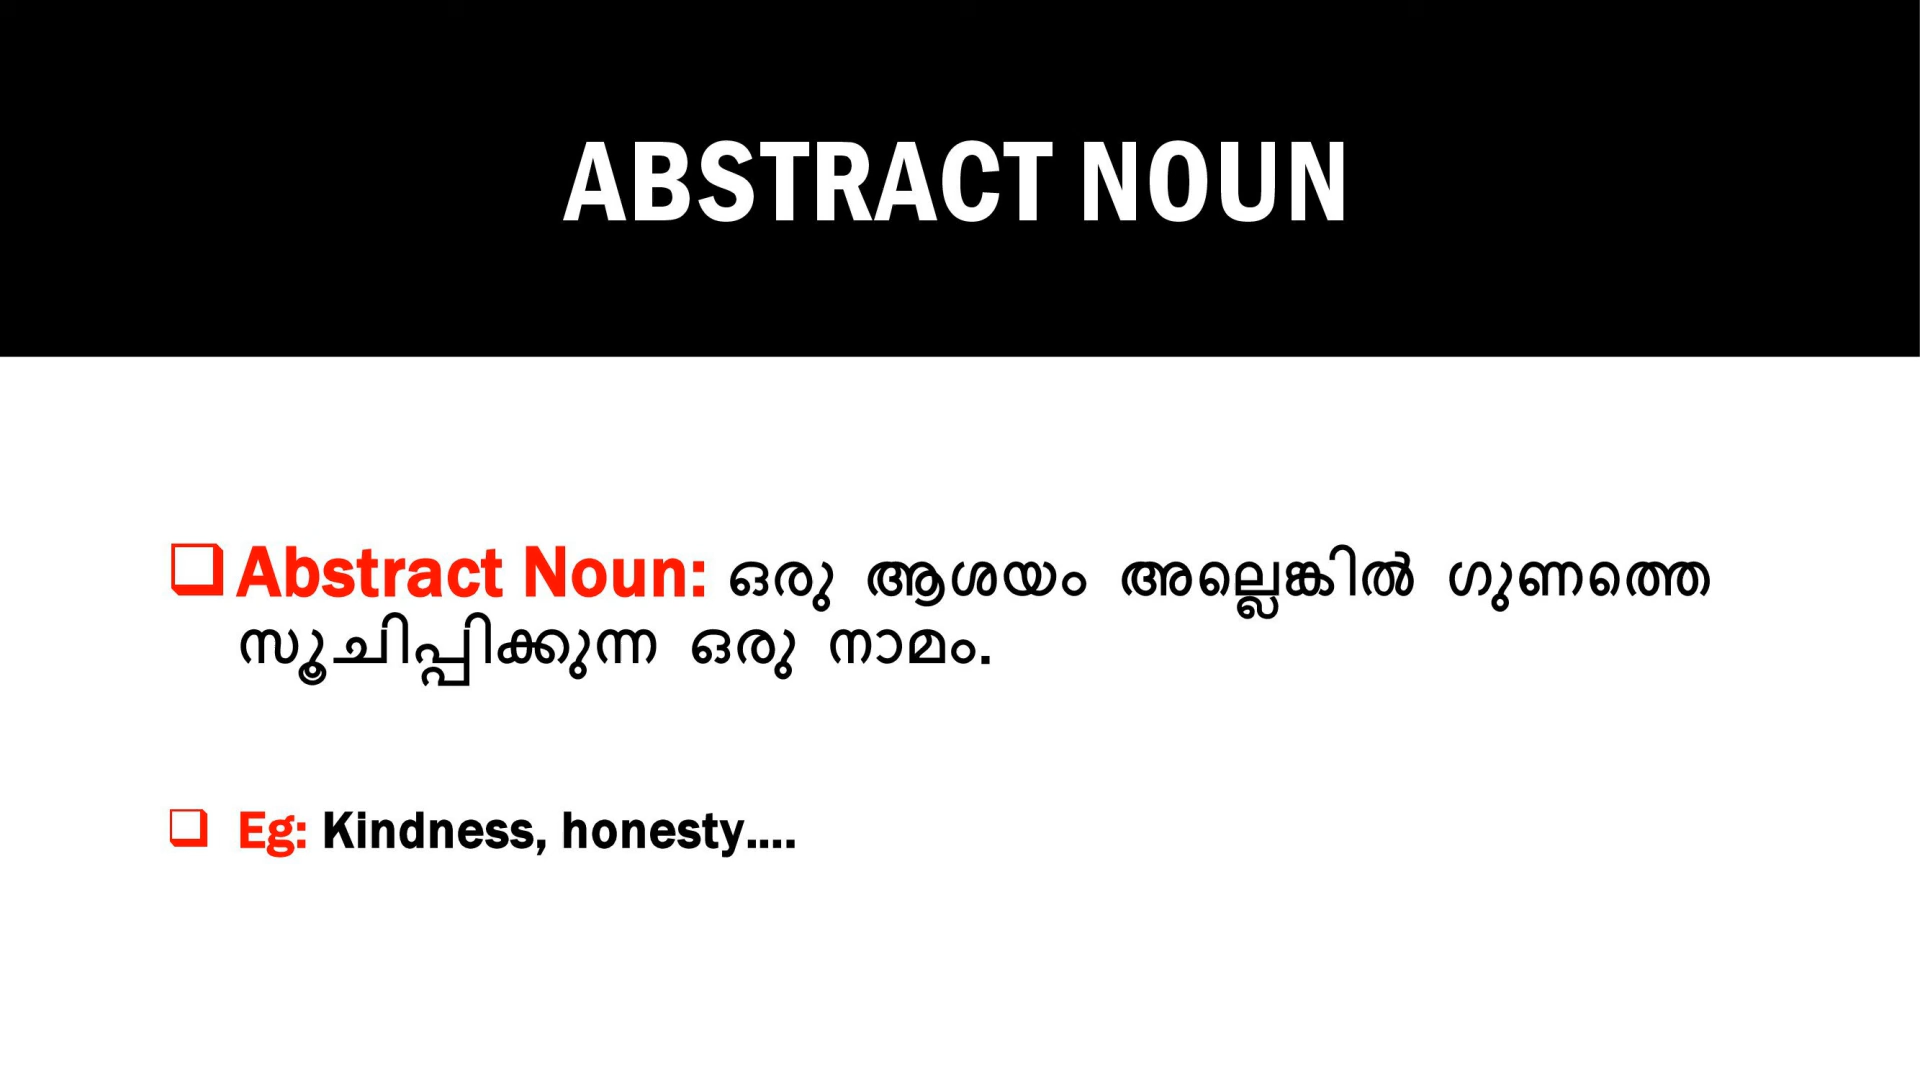 ABSTRACT NOUN
Abstract Noun: ഒരു ആശയം അല്ലെങ്കിൽ ഗുണത്തെ
സൂചിപ്പിക്കുന്ന ഒരു നാമം.
Eg: Kindness, honesty....